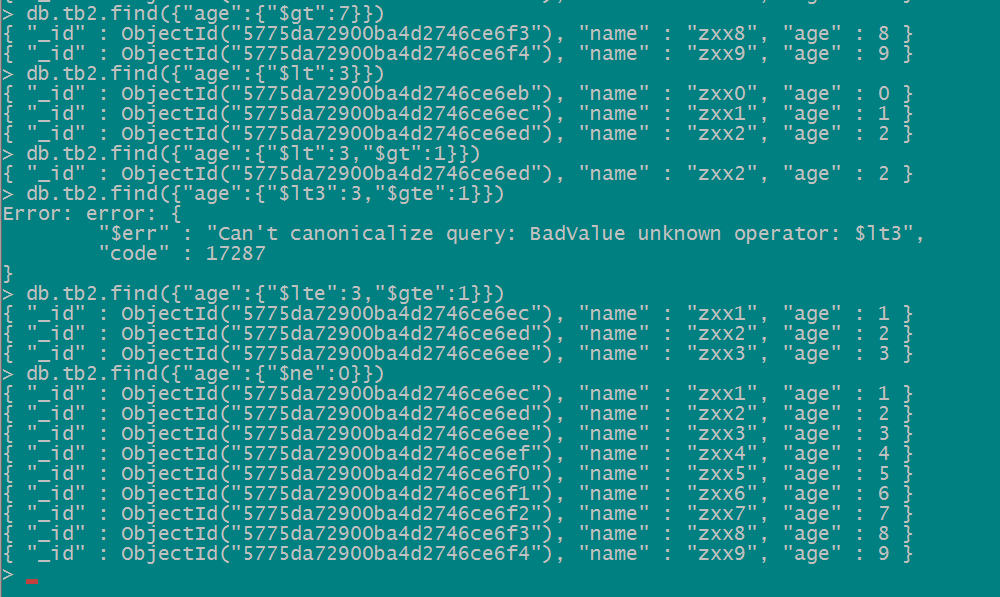 > db.tb2.find({"age":{"$gt":7}})
{ "_id" : ObjectId("5775da72900ba4d2746ce6f3"), "name" : "zxx8", "age" : 8 }
{ "_id" : ObjectId("5775da72900ba4d2746ce6f4"), "name" : "zxx9", "age" : 9 }
> db.tb2.find({"age":{"$lt":3}})
{ "_id" : ObjectId("5775da72900ba4d2746ce6eb"), "name" : "zxx0", "age" : 0 }
{ "_id" : ObjectId("5775da72900ba4d2746ce6ec"), "name" : "zxx1", "age" : 1 }
{ "_id" : ObjectId("5775da72900ba4d2746ce6ed"), "name" : "zxx2", "age" : 2 }
> db.tb2.find({"age":{"$lt":3,"$gt":1}})
{ "_id" : ObjectId("5775da72900ba4d2746ce6ed"), "name" : "zxx2", "age" : 2 }
> db.tb2.find({"age":{"$lt3":3,"$gte":1}})
Error: error: {
        "$err" : "Can't canonicalize query: BadValue unknown operator: $lt3",
        "code" : 17287
}
> db.tb2.find({"age":{"$lte":3,"$gte":1}})
{ "_id" : ObjectId("5775da72900ba4d2746ce6ec"), "name" : "zxx1", "age" : 1 }
{ "_id" : ObjectId("5775da72900ba4d2746ce6ed"), "name" : "zxx2", "age" : 2 }
{ "_id" : ObjectId("5775da72900ba4d2746ce6ee"), "name" : "zxx3", "age" : 3 }
> db.tb2.find({"age":{"$ne":0}})
{ "_id" : ObjectId("5775da72900ba4d2746ce6ec"), "name" : "zxx1", "age" : 1 }
{ "_id" : ObjectId("5775da72900ba4d2746ce6ed"), "name" : "zxx2", "age" : 2 }
{ "_id" : ObjectId("5775da72900ba4d2746ce6ee"), "name" : "zxx3", "age" : 3 }
{ "_id" : ObjectId("5775da72900ba4d2746ce6ef"), "name" : "zxx4", "age" : 4 }
{ "_id" : ObjectId("5775da72900ba4d2746ce6f0"), "name" : "zxx5", "age" : 5 }
{ "_id" : ObjectId("5775da72900ba4d2746ce6f1"), "name" : "zxx6", "age" : 6 }
{ "_id" : ObjectId("5775da72900ba4d2746ce6f2"), "name" : "zxx7", "age" : 7 }
{ "_id" : ObjectId("5775da72900ba4d2746ce6f3"), "name" : "zxx8", "age" : 8 }
{ "_id" : ObjectId("5775da72900ba4d2746ce6f4"), "name" : "zxx9", "age" : 9 }
>